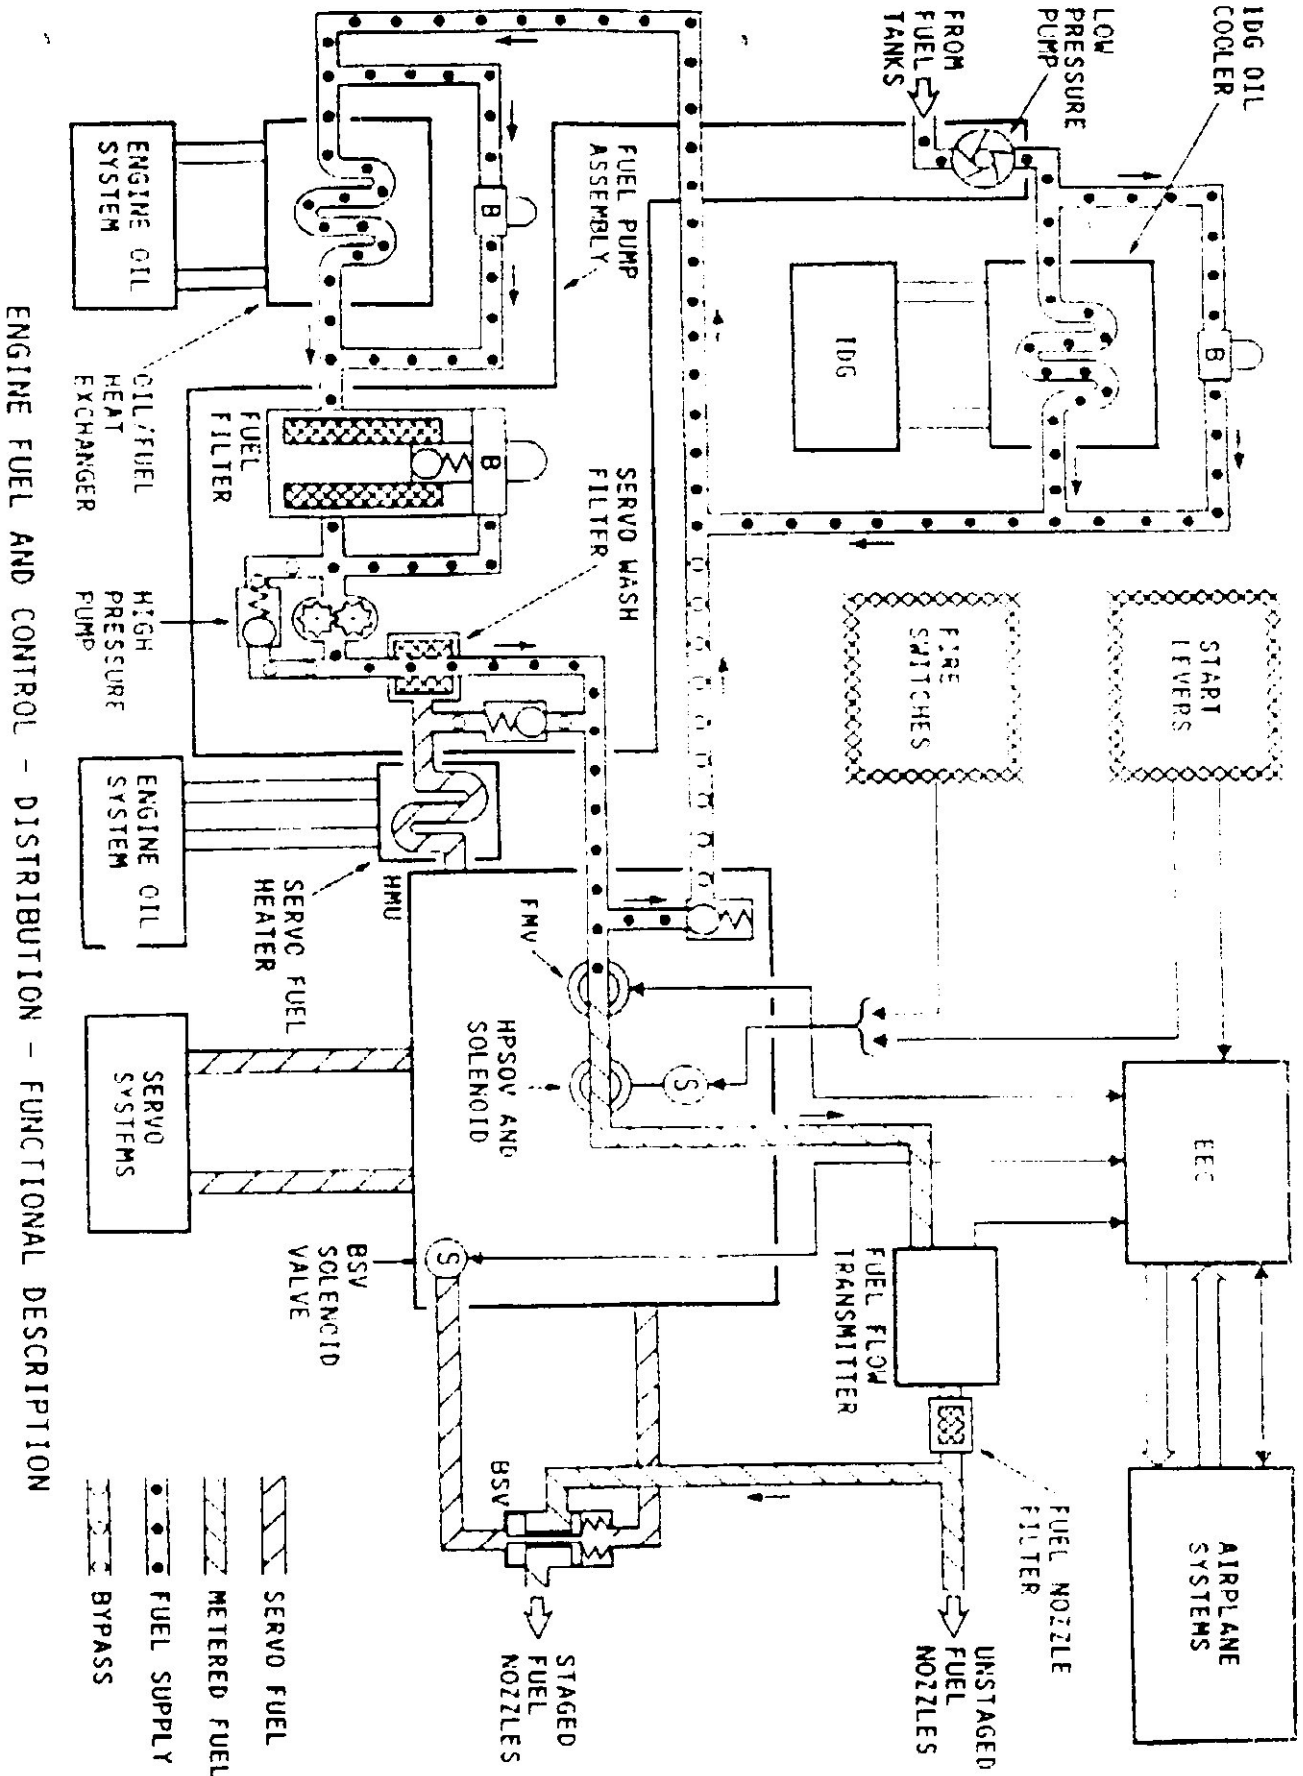 IDG OIL
COOLER
LOW
PRESSURE
PUMP
FROM
FUEL
TANKS
B
IDG
FUEL PUMP
ASSEMBLY
B
ENGINE OIL
SYSTEM
OIL/FUEL
HEAT
EXCHANGER
FUEL
FILTER
B
SERVO WASH
FILTER
HIGH
PRESSURE
PUMP
START
LEVERS
FIRE
SWITCHES
ENGINE OIL
SYSTEM
SERVO FUEL
HEATER
HMU
FMV
HPSOV AND
SOLENOID
S
SERVO
SYSTEMS
EEC
FUEL FLOW
TRANSMITTER
S
BSV
SOLENOID
VALVE
BSV
AIRPLANE
SYSTEMS
FUEL NOZZLE
FILTER
UNSTAGED
FUEL
NOZZLES
STAGED
FUEL
NOZZLES
SERVO FUEL
METERED FUEL
FUEL SUPPLY
BYPASS
ENGINE FUEL AND CONTROL - DISTRIBUTION - FUNCTIONAL DESCRIPTION